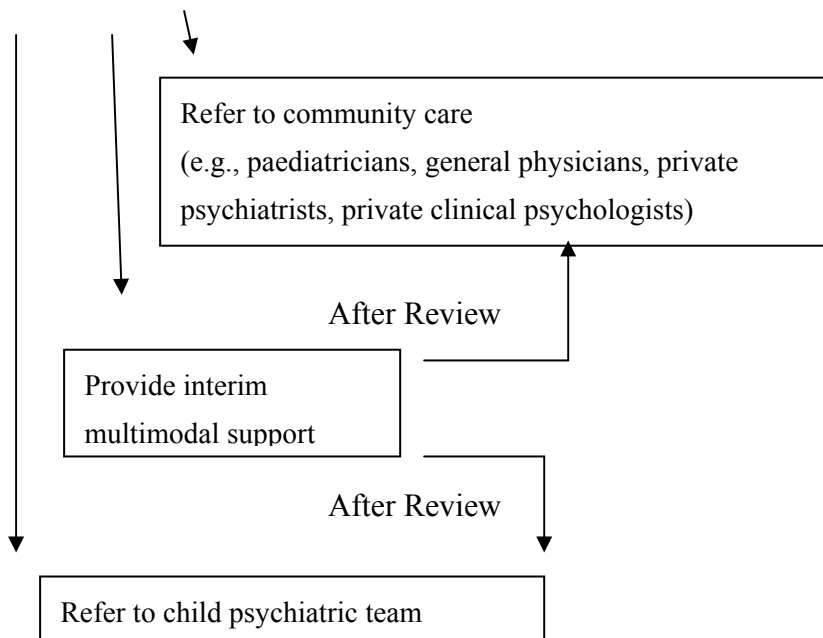 Refer to community care
(e.g., paediatricians, general physicians, private
psychiatrists, private clinical psychologists)
After Review
Provide interim
multimodal support
After Review
Refer to child psychiatric team